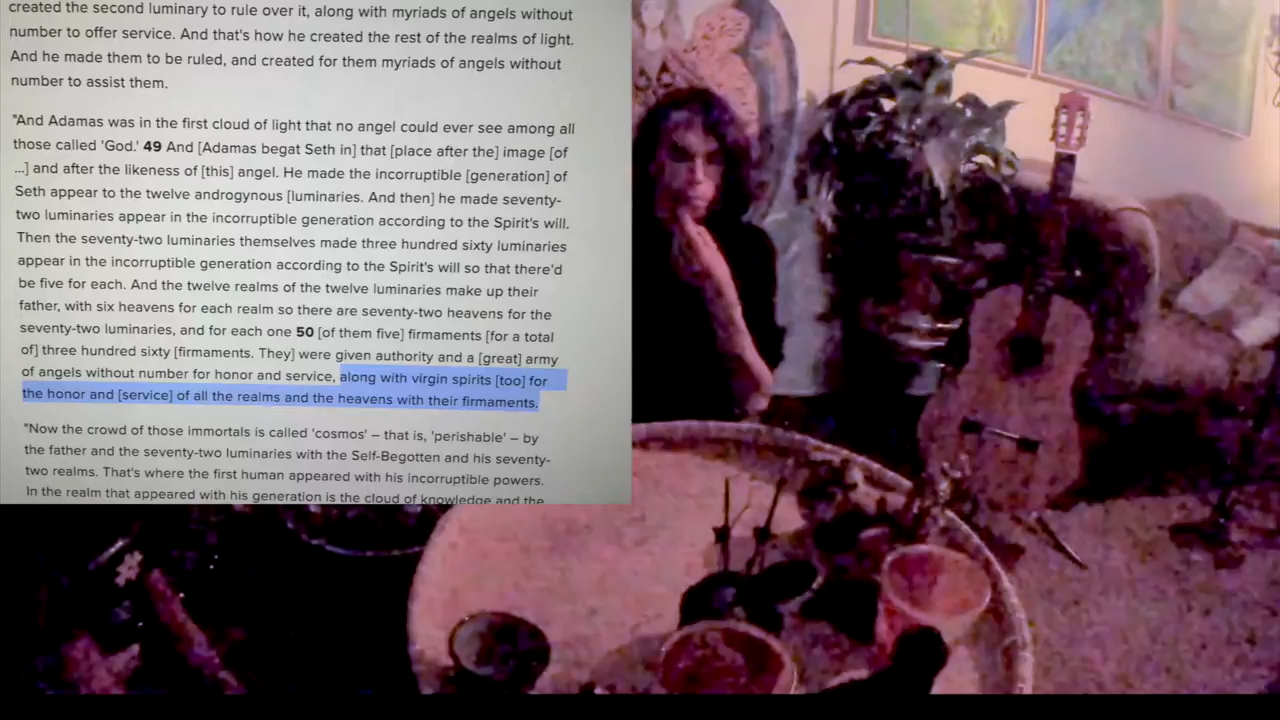 created the second luminary to rule over it, along with myriads of angels without
number to offer service. And that's how he created the rest of the realms of light.
And he made them to be ruled, and created for them myriads of angels without
number to assist them.
"And Adamas was in the first cloud of light that no angel could ever see among all
those called 'God.' 49 And [Adamas begat Seth in] that [place after the] image [of
...] and after the likeness of [this] angel. He made the incorruptible [generation] of
Seth appear to the twelve androgynous [luminaries. And then] he made seventy-
two luminaries appear in the incorruptible generation according to the Spirit's will.
Then the seventy-two luminaries themselves made three hundred sixty luminaries
appear in the incorruptible generation according to the Spirit's will so that there'd
be five for each. And the twelve realms of the twelve luminaries make up their
father, with six heavens for each realm so there are seventy-two heavens for the
seventy-two luminaries, and for each one 50 [of them five] firmaments [for a total
of] three hundred sixty [firmaments. They] were given authority and a [great] army
of angels without number for honor and service, along with virgin spirits [too] for
the honor and [service] of all the realms and the heavens with their firmaments.
"Now the crowd of those immortals is called 'cosmos' – that is, 'perishable' – by
the father and the seventy-two luminaries with the Self-Begotten and his seventy-
two realms. That's where the first human appeared with his incorruptible powers.
In the realm that appeared with his generation is the cloud of knowledge and the